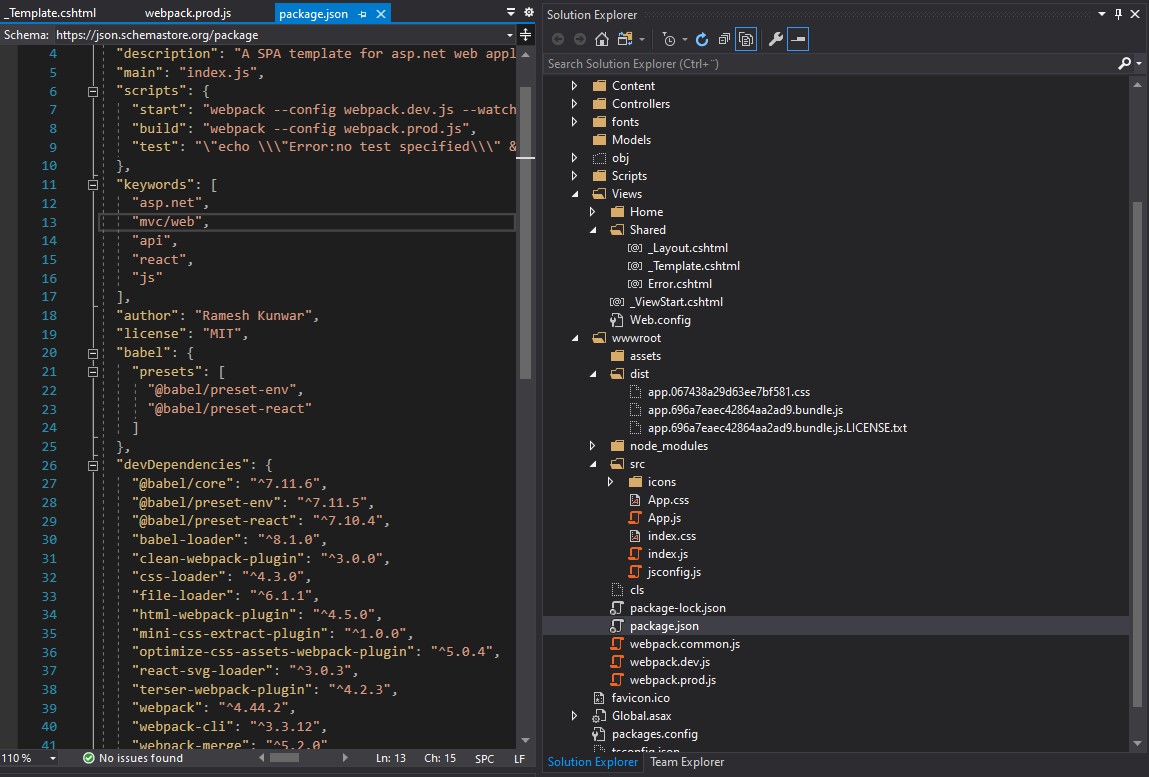 _Template.cshtml webpack.prod.js package.json
Schema: https://json.schemastore.org/package
4 "description": "A SPA template for asp.net web appl
5 "main": "index.js",
6 "scripts": {
7 "start": "webpack --config webpack.dev.js --watch
8 "build": "webpack --config webpack.prod.js",
9 "test": "\"echo \\\"Error:no test specified\\\" &
10 },
11 "keywords": [
12 "asp.net",
13 "mvc/web",
14 "api",
15 "react",
16 "js"
17 ],
18 "author": "Ramesh Kunwar",
19 "license": "MIT",
20 "babel": {
21 "presets": [
22 "@babel/preset-env",
23 "@babel/preset-react"
24 ]
25 },
26 "devDependencies": {
27 "@babel/core": "^7.11.6",
28 "@babel/preset-env": "^7.11.5",
29 "@babel/preset-react": "^7.10.4",
30 "babel-loader": "^8.1.0",
31 "clean-webpack-plugin": "^3.0.0",
32 "css-loader": "^4.3.0",
33 "file-loader": "^6.1.1",
34 "html-webpack-plugin": "^4.5.0",
35 "mini-css-extract-plugin": "^1.0.0",
36 "optimize-css-assets-webpack-plugin": "^5.0.4",
37 "react-svg-loader": "^3.0.3",
38 "terser-webpack-plugin": "^4.2.3",
39 "webpack": "^4.44.2",
40 "webpack-cli": "^3.3.12",
41 "webpack-merge": "^5.2.0"
110 % No issues found Ln: 13 Ch: 15 SPC LF
Solution Explorer
Search Solution Explorer (Ctrl+¨)
Content
Controllers
fonts
Models
obj
Scripts
Views
Home
Shared
_Layout.cshtml
_Template.cshtml
Error.cshtml
_ViewStart.cshtml
Web.config
wwwroot
assets
dist
app.067438a29d63ee7bf581.css
app.696a7eaec42864aa2ad9.bundle.js
app.696a7eaec42864aa2ad9.bundle.js.LICENSE.txt
node_modules
src
icons
App.css
App.js
index.css
index.js
jsconfig.js
cls
package-lock.json
package.json
webpack.common.js
webpack.dev.js
webpack.prod.js
favicon.ico
Global.asax
packages.config
tsconfig.json
Solution Explorer Team Explorer